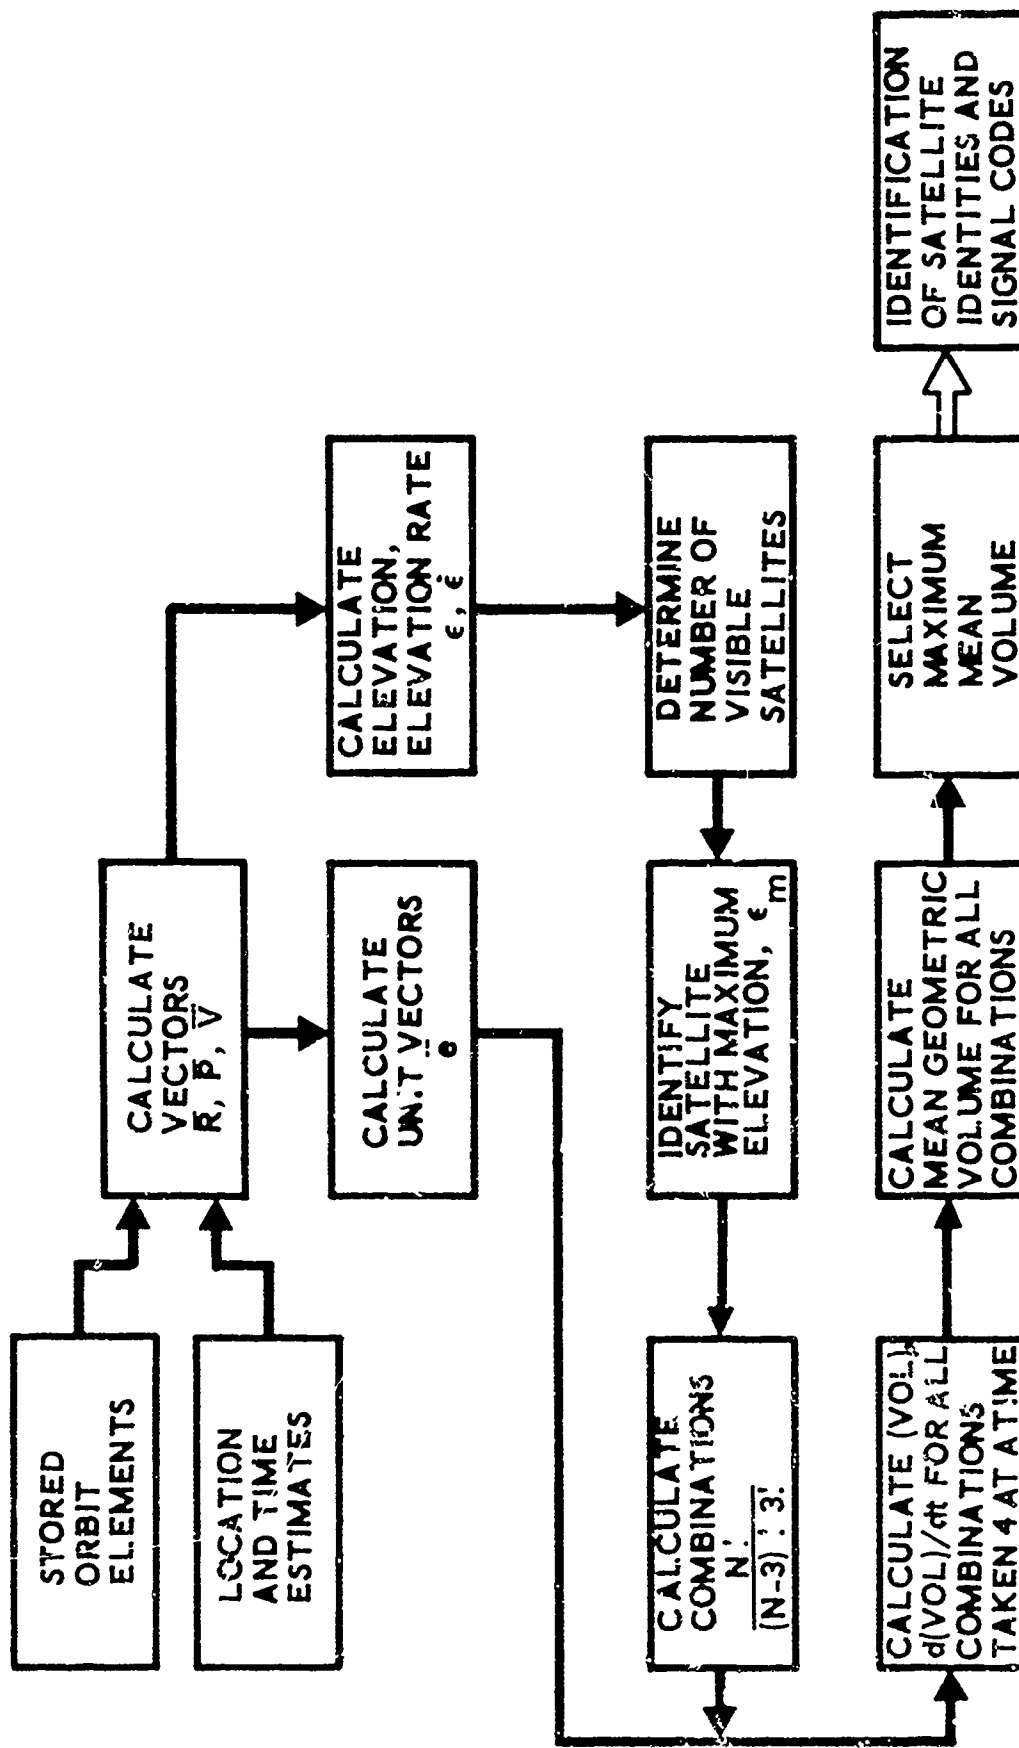 STORED
ORBIT
ELEMENTS
LOCATION
AND TIME
ESTIMATES
CALCULATE
VECTORS
R̅, P̅, V̅
CALCULATE
UNIT VECTORS
e̅
CALCULATE
ELEVATION,
ELEVATION RATE
ϵ, ϵ̇
DETERMINE
NUMBER OF
VISIBLE
SATELLITES
IDENTIFY
SATELLITE
WITH MAXIMUM
ELEVATION, ϵm
CALCULATE
COMBINATIONS
N!
(N-3)! 3!
CALCULATE (VOL),
d(VOL)/dt FOR ALL
COMBINATIONS
TAKEN 4 AT A TIME
CALCULATE
MEAN GEOMETRIC
VOLUME FOR ALL
COMBINATIONS
SELECT
MAXIMUM
MEAN
VOLUME
IDENTIFICATION
OF SATELLITE
IDENTITIES AND
SIGNAL CODES